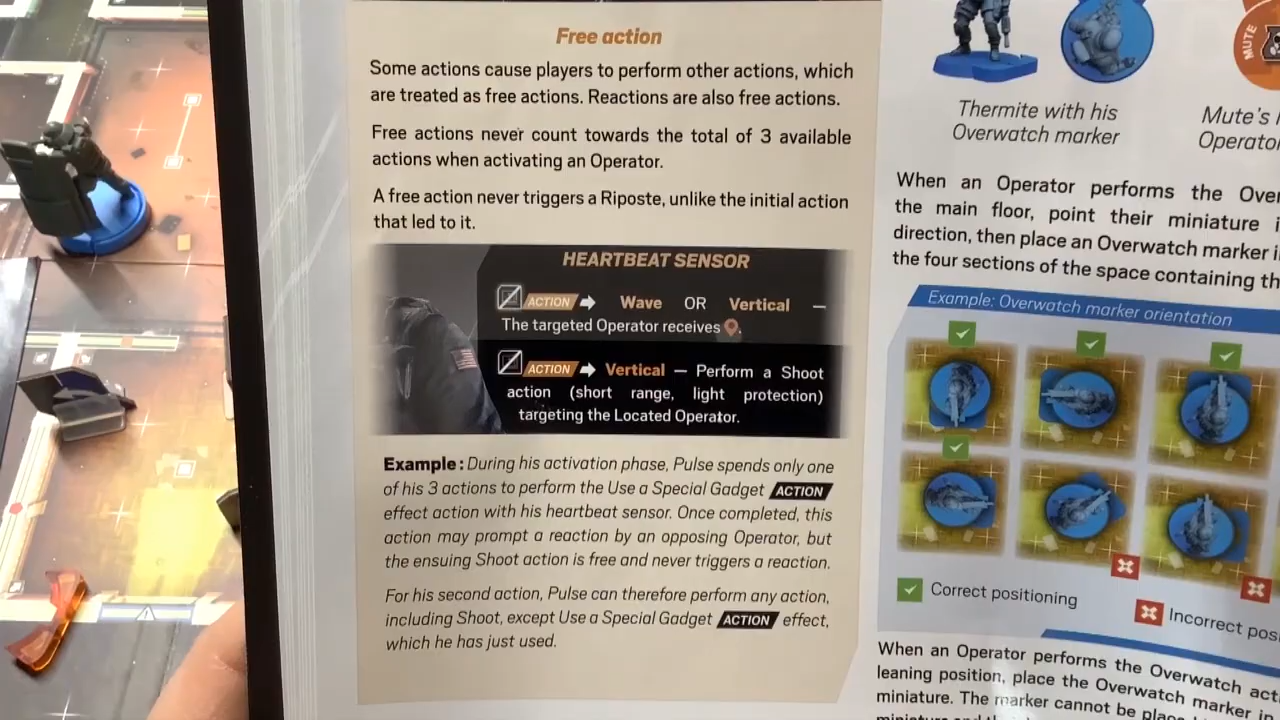 Free action
Some actions cause players to perform other actions, which
are treated as free actions. Reactions are also free actions.
Free actions never count towards the total of 3 available
actions when activating an Operator.
A free action never triggers a Riposte, unlike the initial action
that led to it.
HEARTBEAT SENSOR
ACTION Wave OR Vertical –
The targeted Operator receives .
ACTION Vertical – Perform a Shoot
action (short range, light protection)
targeting the Located Operator.
Example: During his activation phase, Pulse spends only one
of his 3 actions to perform the Use a Special Gadget ACTION
effect action with his heartbeat sensor. Once completed, this
action may prompt a reaction by an opposing Operator, but
the ensuing Shoot action is free and never triggers a reaction.
For his second action, Pulse can therefore perform any action,
including Shoot, except Use a Special Gadget ACTION effect,
which he has just used.
MUTE
Thermite with his
Overwatch marker
Mute's
When an Operator performs the
the main floor, point their miniature
direction, then place an Overwatch marker
the four sections of the space containing
Example: Overwatch marker orientation
Correct positioning
Incorrect
When an Operator performs the Overwatch
leaning position, place the Overwatch marker
miniature. The marker cannot be